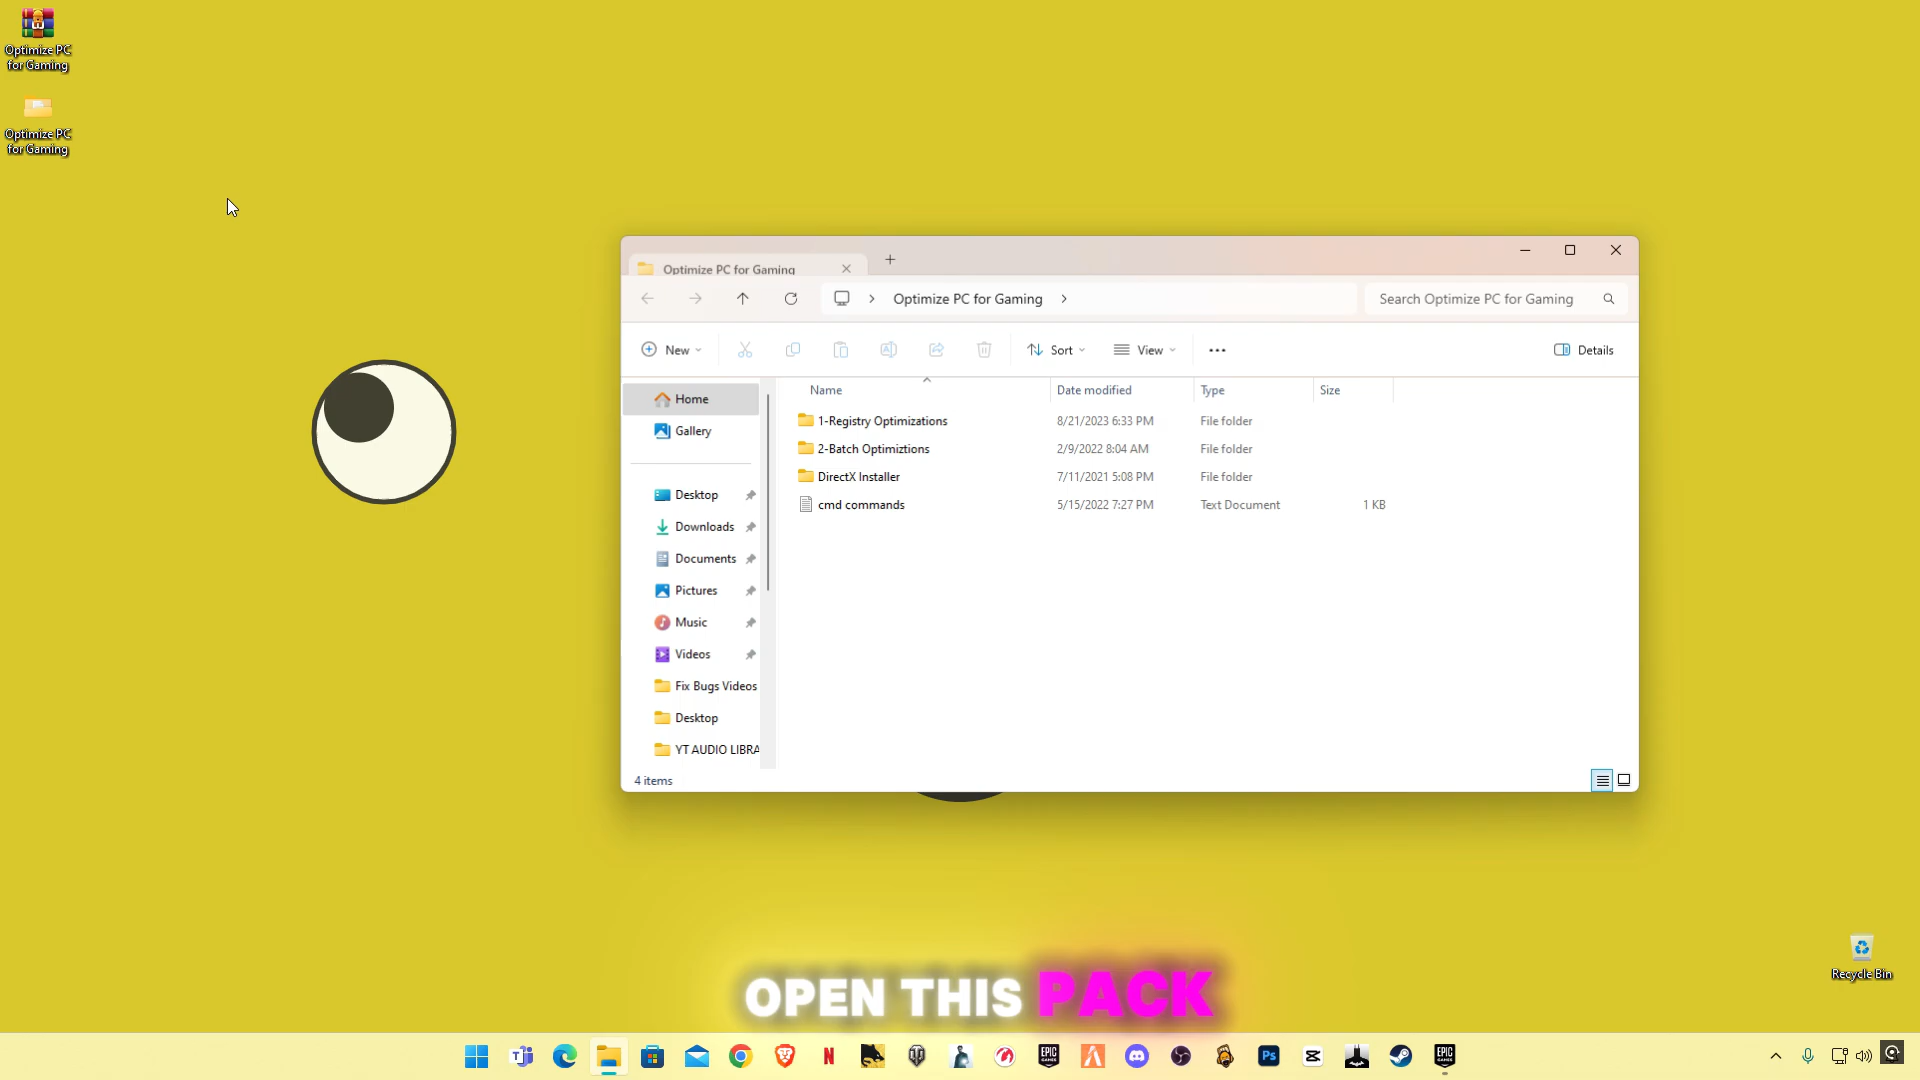 Optimize PC
for Gaming
Optimize PC
for Gaming
Optimize PC for Gaming
Optimize PC for Gaming
Search Optimize PC for Gaming
New
Sort
View
Details
Name
Date modified
Type
Size
Home
Gallery
Desktop
Downloads
Documents
Pictures
Music
Videos
Fix Bugs Videos
Desktop
YT AUDIO LIBRA
1-Registry Optimizations 8/21/2023 6:33 PM File folder
2-Batch Optimiztions 2/9/2022 8:04 AM File folder
DirectX Installer 7/11/2021 5:08 PM File folder
cmd commands 5/15/2022 7:27 PM Text Document 1 KB
4 items
Recycle Bin
OPEN THIS PACK
N
EPIC
GAMES
Ps
EPIC
GAMES